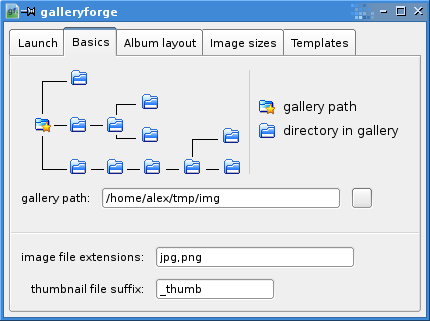 galleryforge
Launch Basics Album layout Image sizes Templates
gallery path
directory in gallery
gallery path: /home/alex/tmp/img
image file extensions: jpg,png
thumbnail file suffix: _thumb